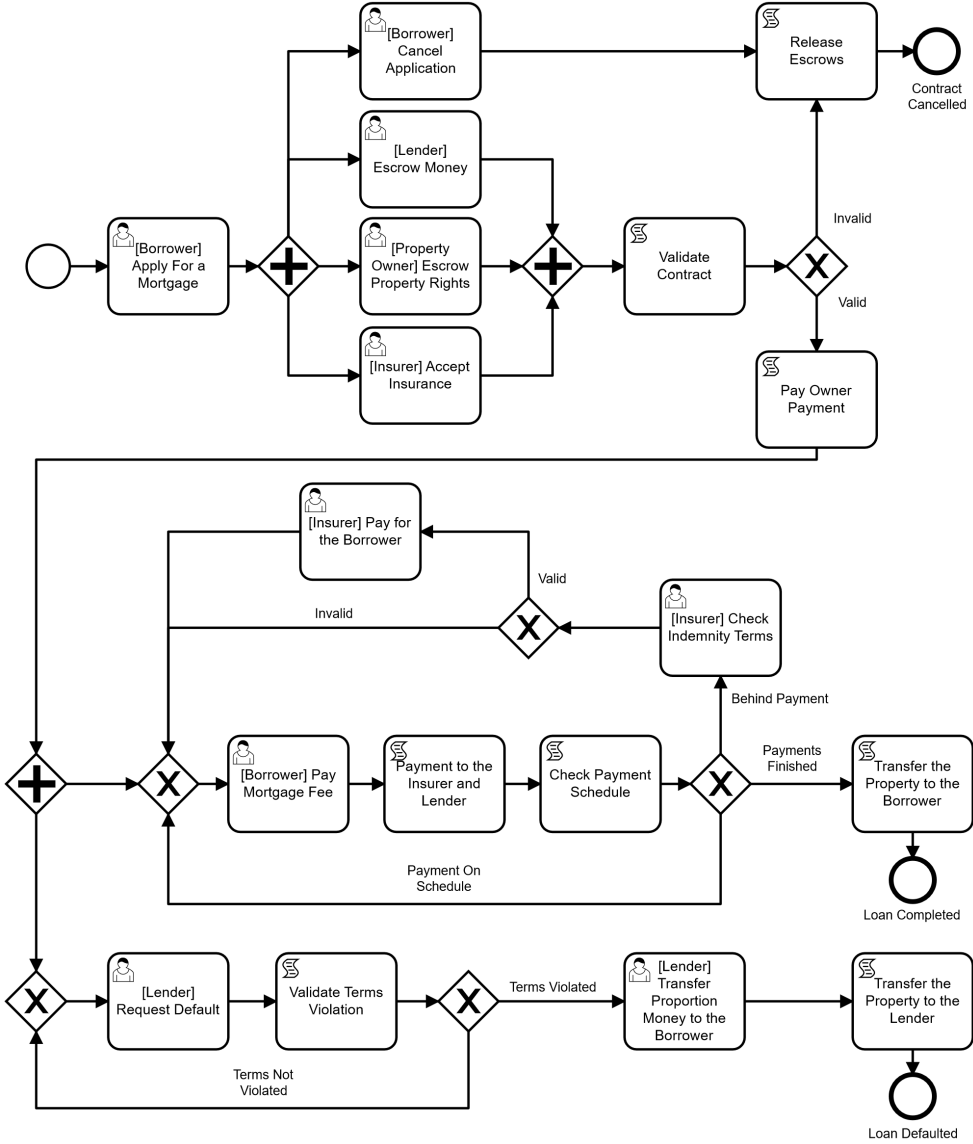 [Borrower]
Cancel
Application
Release
Escrows
Contract
Cancelled
[Lender]
Escrow Money
Invalid
[Borrower]
Apply For a
Mortgage
[Property
Owner] Escrow
Property Rights
Validate
Contract
X
Valid
[Insurer] Accept
Insurance
Pay Owner
Payment
[Insurer] Pay for
the Borrower
Valid
Invalid
X
[Insurer] Check
Indemnity Terms
Behind Payment
X
[Borrower] Pay
Mortgage Fee
Payment to the
Insurer and
Lender
Check Payment
Schedule
X
Payments
Finished
Transfer the
Property to the
Borrower
Payment On
Schedule
Loan Completed
X
[Lender]
Request Default
Validate Terms
Violation
X
Terms Violated
[Lender]
Transfer
Proportion
Money to the
Borrower
Transfer the
Property to the
Lender
Terms Not
Violated
Loan Defaulted